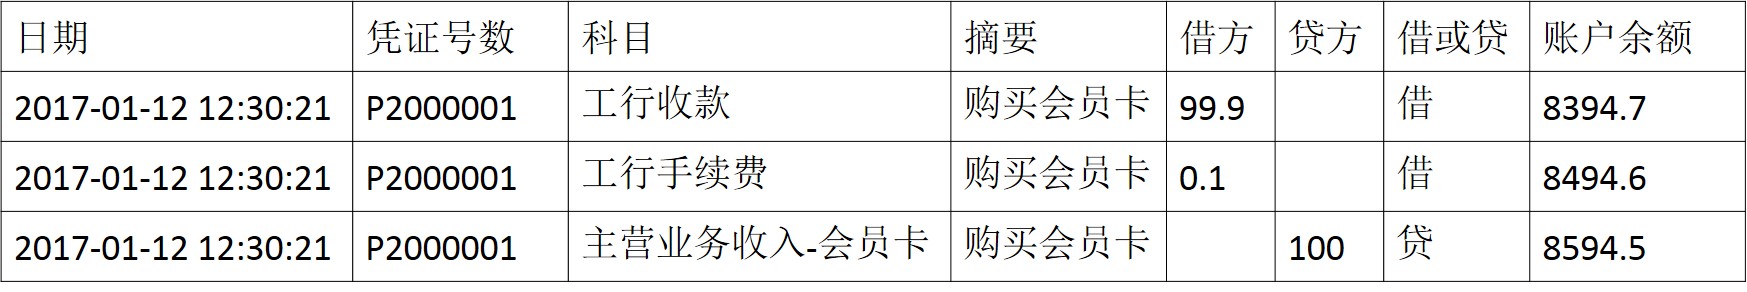 日期 凭证号数 科目 摘要 借方 贷方 借或贷 账户余额
2017-01-12 12:30:21 P2000001 工行收款 购买会员卡 99.9 借 8394.7
2017-01-12 12:30:21 P2000001 工行手续费 购买会员卡 0.1 借 8494.6
2017-01-12 12:30:21 P2000001 主营业务收入-会员卡 购买会员卡 100 贷 8594.5